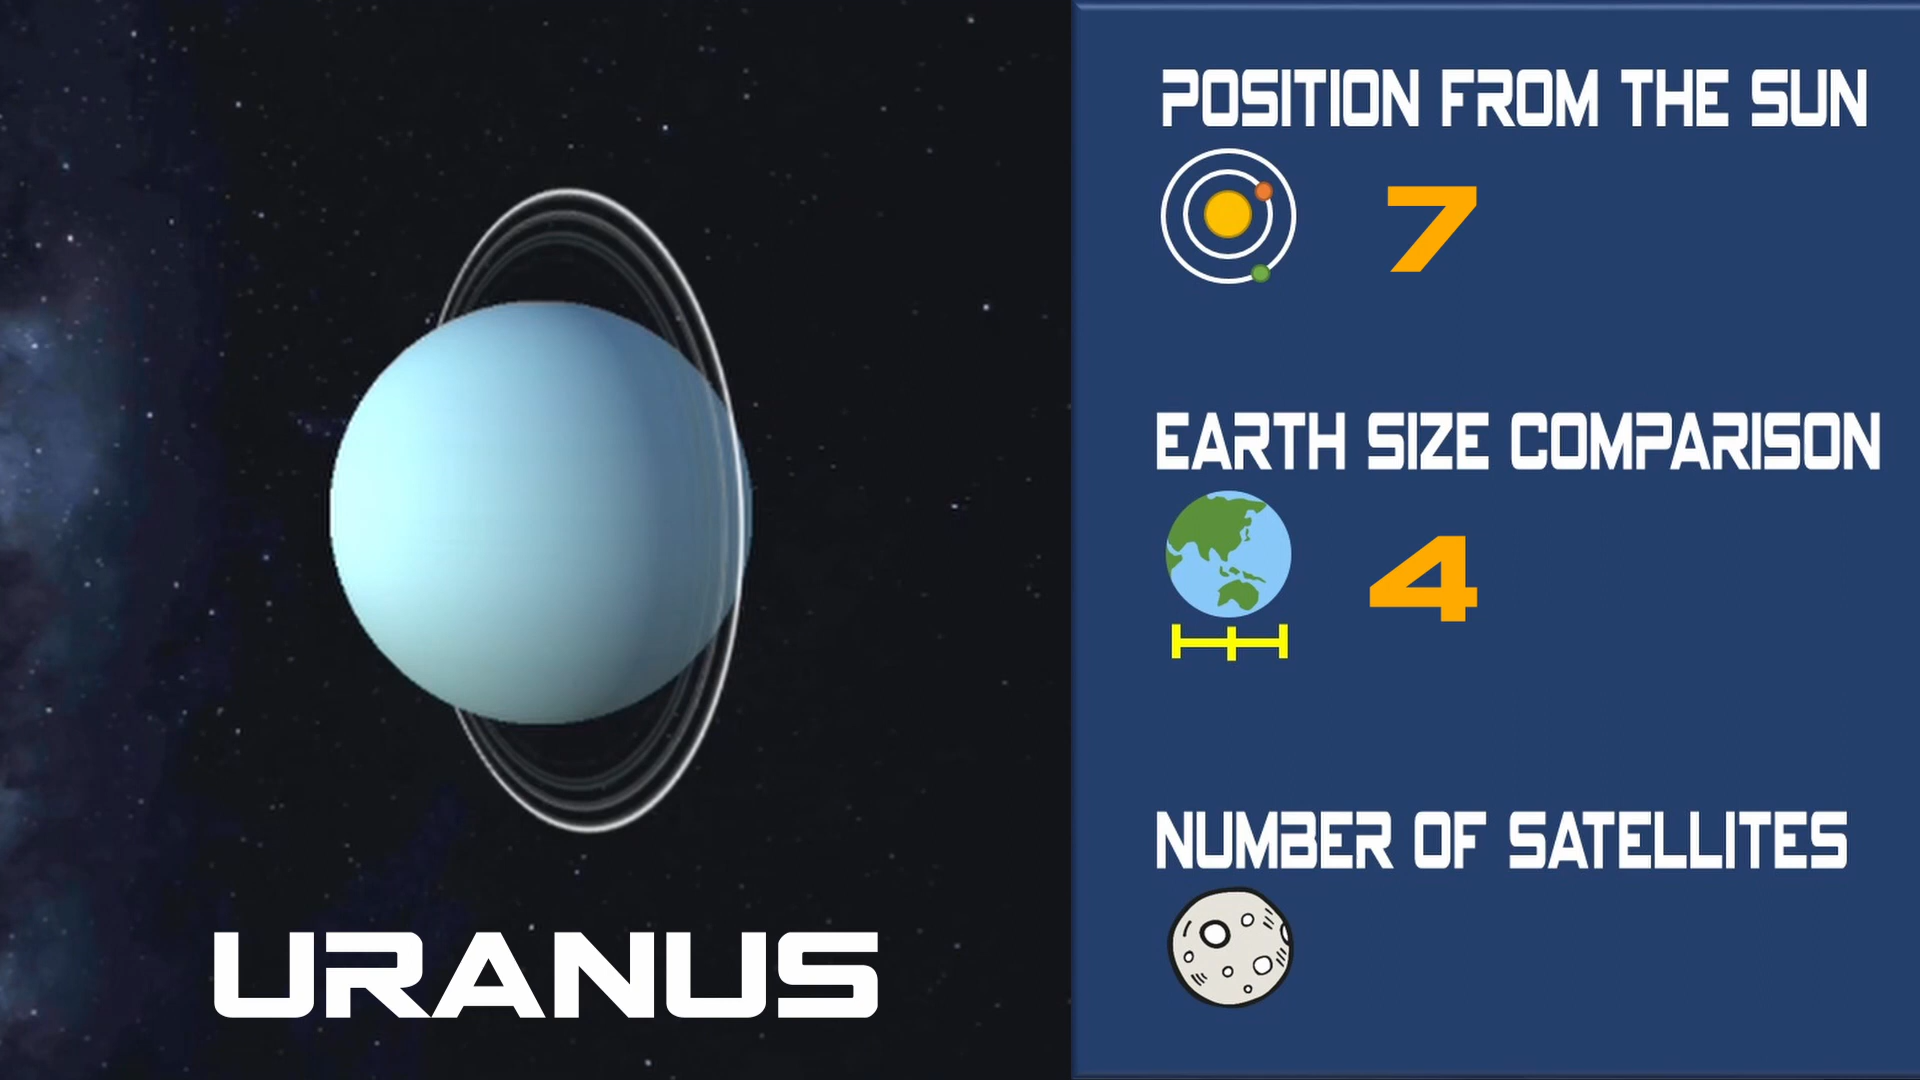 POSITION FROM THE SUN
7
EARTH SIZE COMPARISON
4
NUMBER OF SATELLITES
URANUS